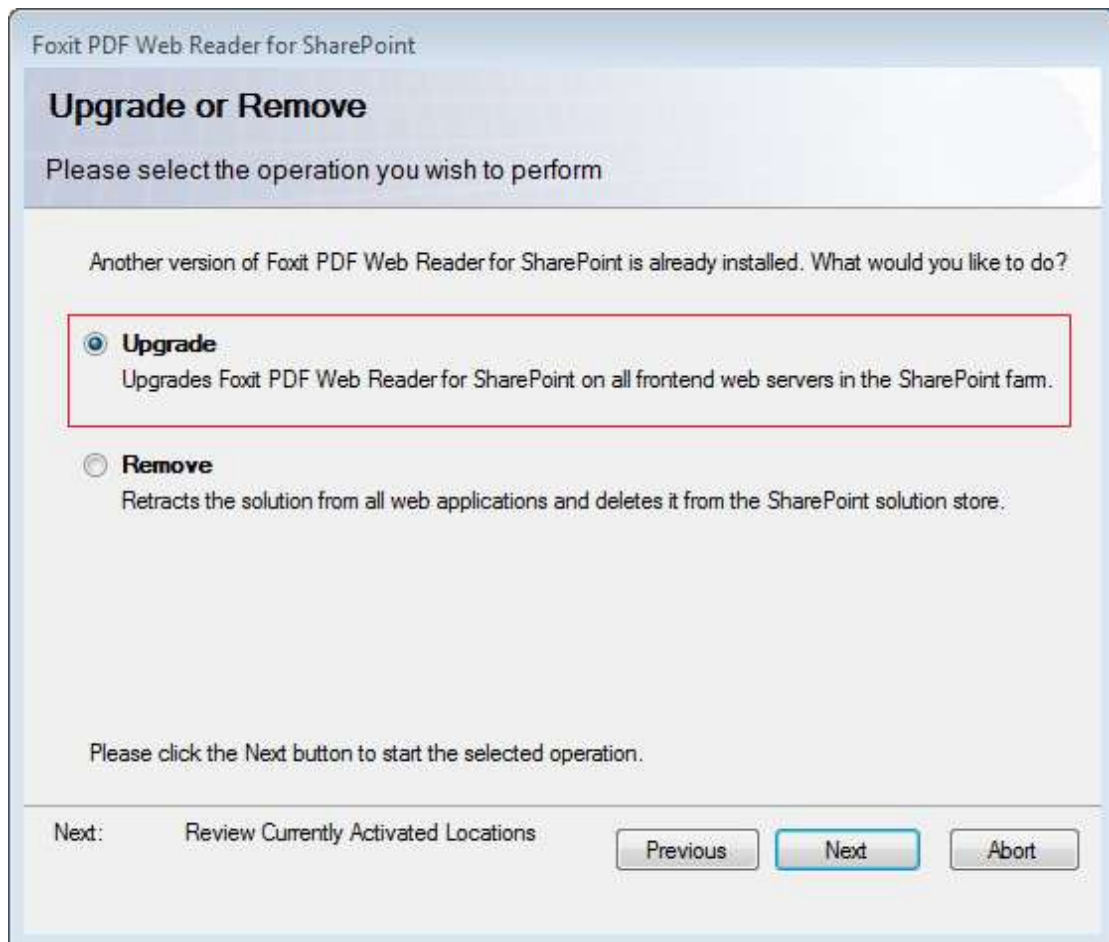 Foxit PDF Web Reader for SharePoint
Upgrade or Remove
Please select the operation you wish to perform
Another version of Foxit PDF Web Reader for SharePoint is already installed. What would you like to do?
Upgrade
Upgrades Foxit PDF Web Reader for SharePoint on all frontend web servers in the SharePoint farm.
Remove
Retracts the solution from all web applications and deletes it from the SharePoint solution store.
Please click the Next button to start the selected operation.
Next: Review Currently Activated Locations
Previous Next Abort